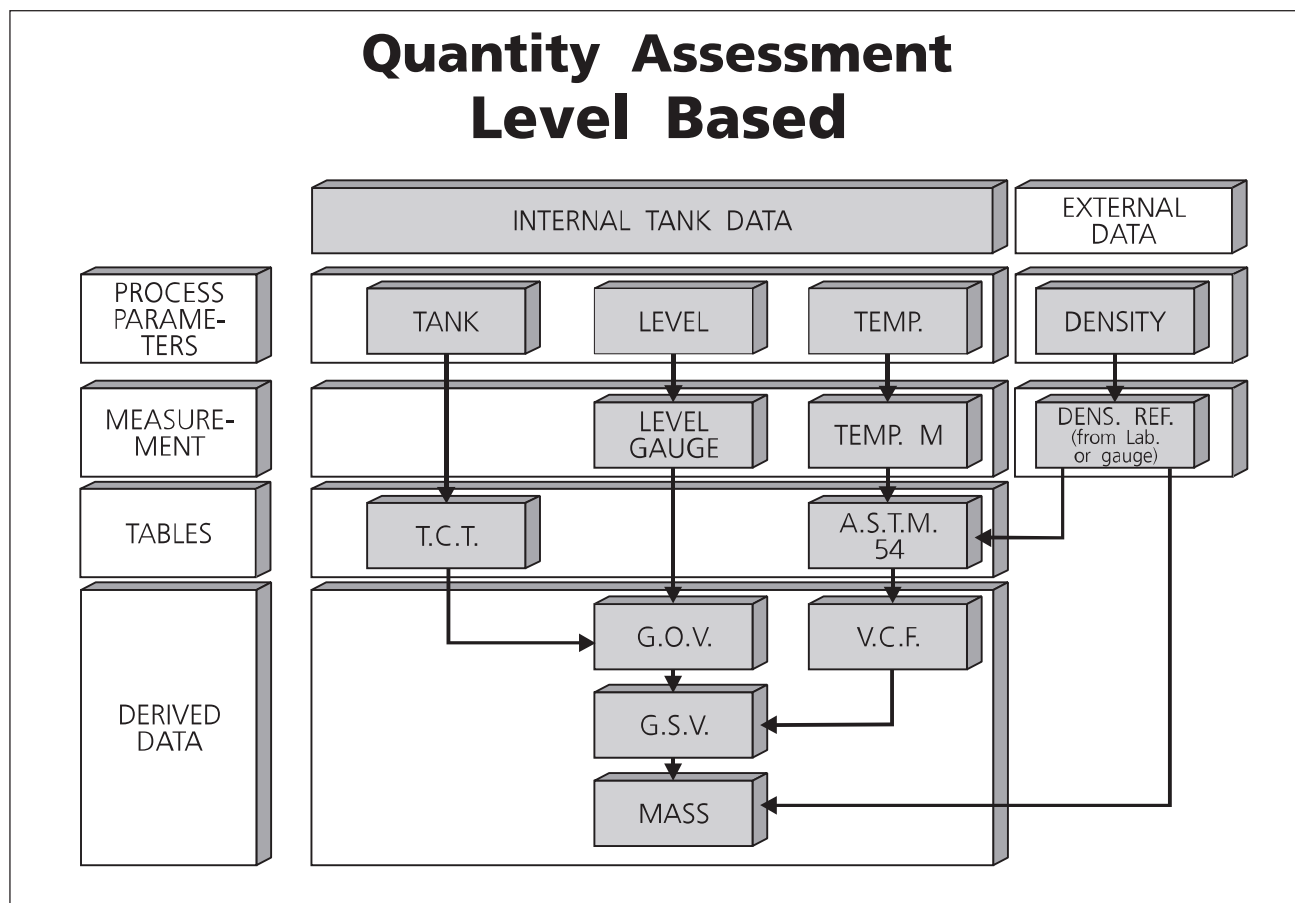 Quantity Assessment
Level Based
INTERNAL TANK DATA
EXTERNAL
DATA
PROCESS
PARAME-
TERS
TANK
LEVEL
TEMP.
DENSITY
MEASURE-
MENT
LEVEL
GAUGE
TEMP. M
DENS. REF.
(from Lab.
or gauge)
TABLES
T.C.T.
A.S.T.M.
54
DERIVED
DATA
G.O.V.
V.C.F.
G.S.V.
MASS